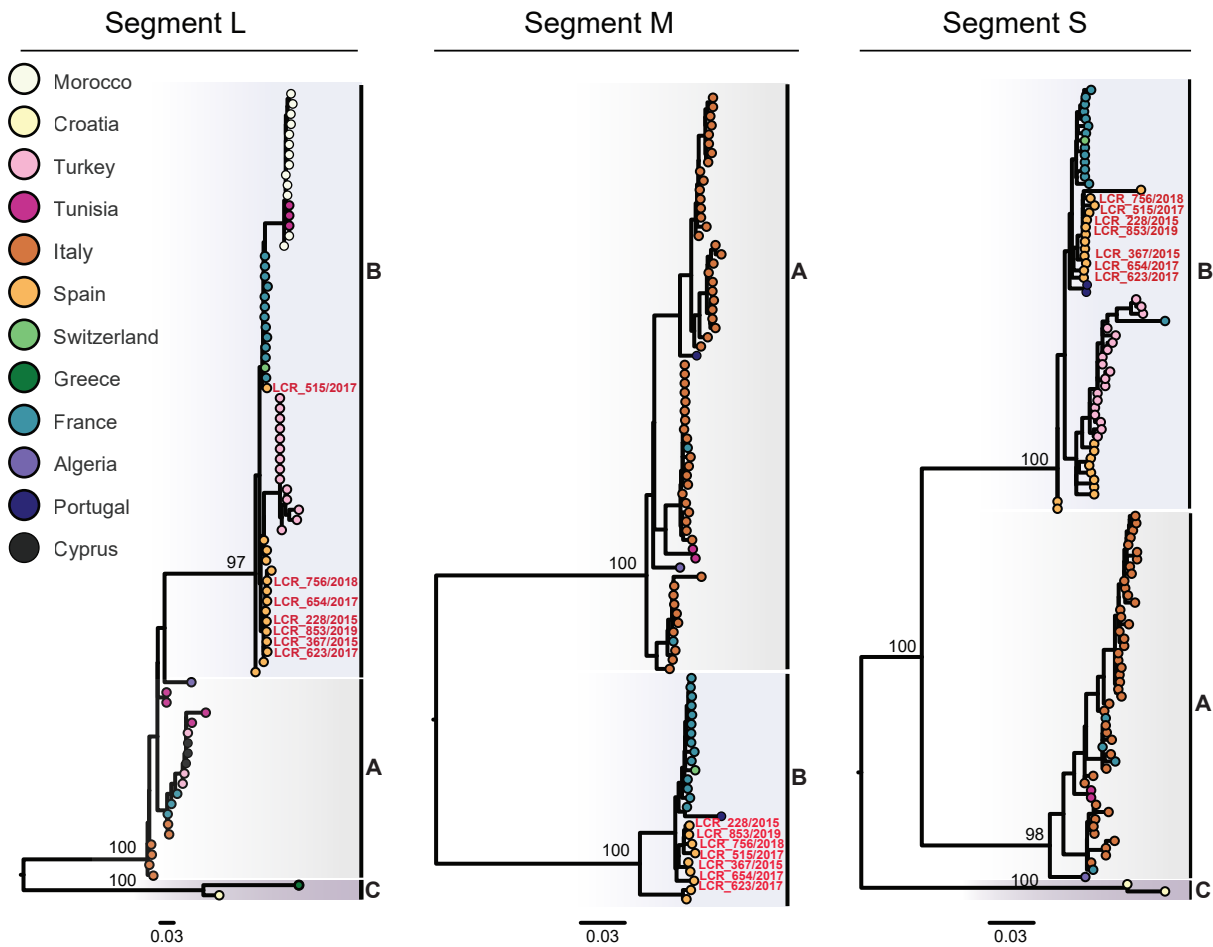 Segment L
Segment M
Segment S
Morocco
Croatia
Turkey
Tunisia
Italy
Spain
Switzerland
Greece
France
Algeria
Portugal
Cyprus
B
LCR_515/2017
97
LCR_756/2018
LCR_654/2017
LCR_228/2015
LCR_853/2019
LCR_367/2015
LCR_623/2017
A
100
100
C
0.03
A
100
B
LCR_228/2015
LCR_853/2019
LCR_756/2018
LCR_515/2017
LCR_367/2015
LCR_654/2017
LCR_623/2017
100
0.03
LCR_756/2018
LCR_515/2017
LCR_228/2015
LCR_853/2019
LCR_367/2015
LCR_654/2017
LCR_623/2017
B
100
100
A
98
100
C
0.03